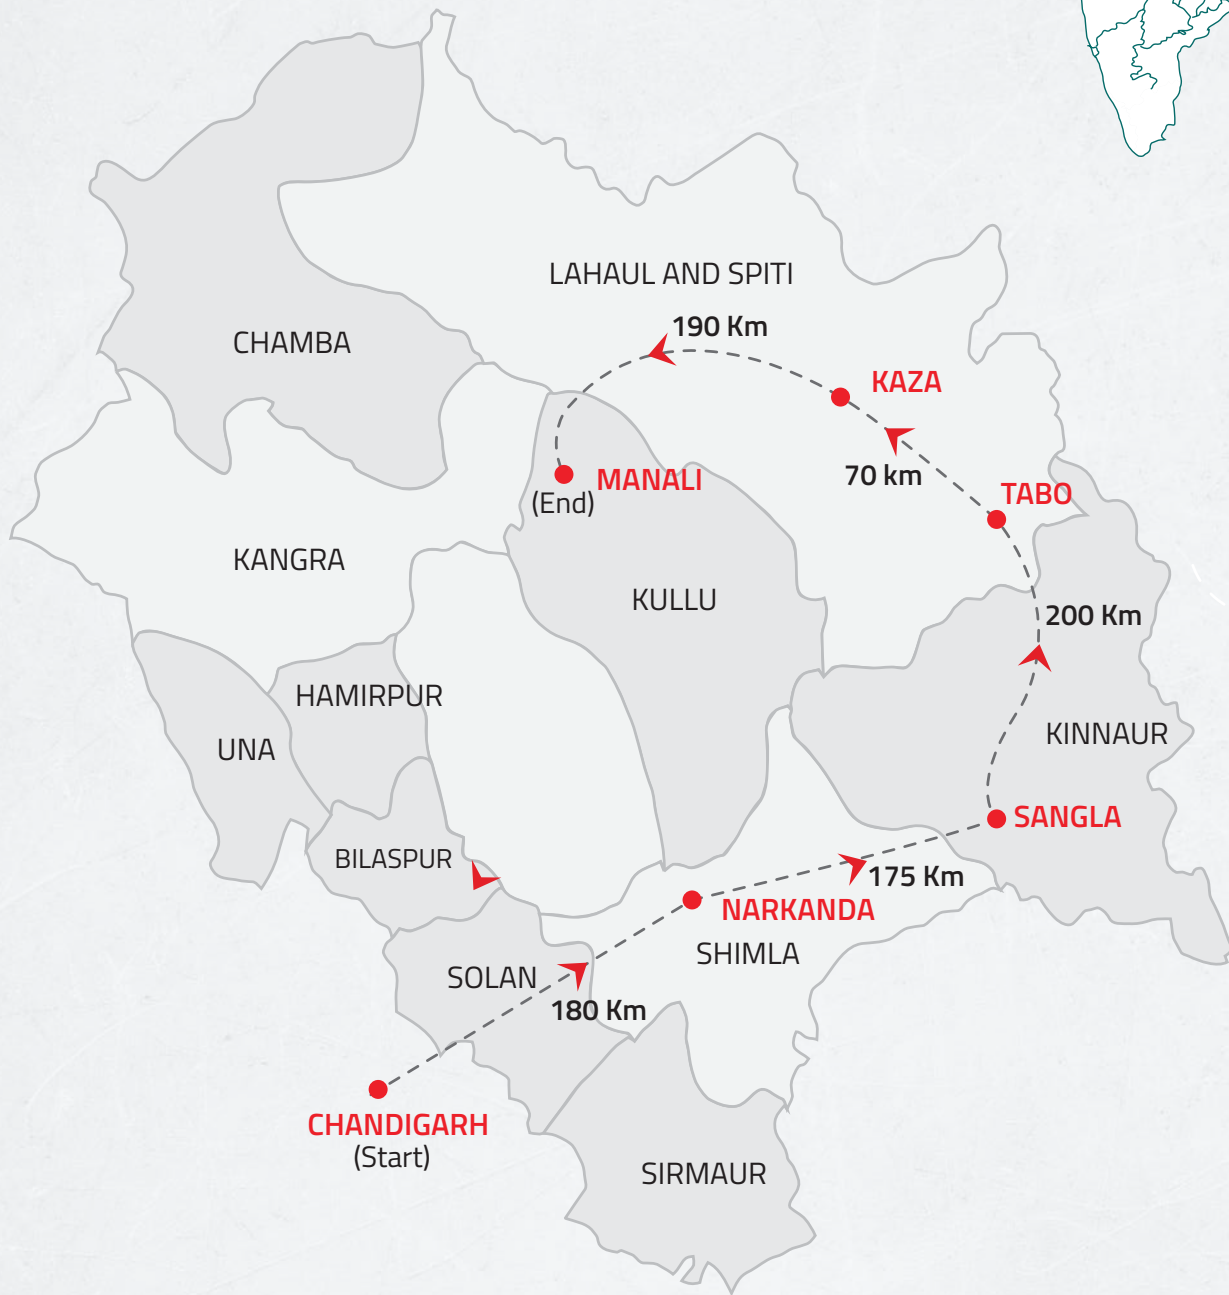 LAHAUL AND SPITI
190 Km
CHAMBA
KAZA
70 km
MANALI
(End)
TABO
KANGRA
KULLU
200 Km
HAMIRPUR
UNA
KINNAUR
SANGLA
BILASPUR
175 Km
NARKANDA
SHIMLA
SOLAN
180 Km
CHANDIGARH
(Start)
SIRMAUR